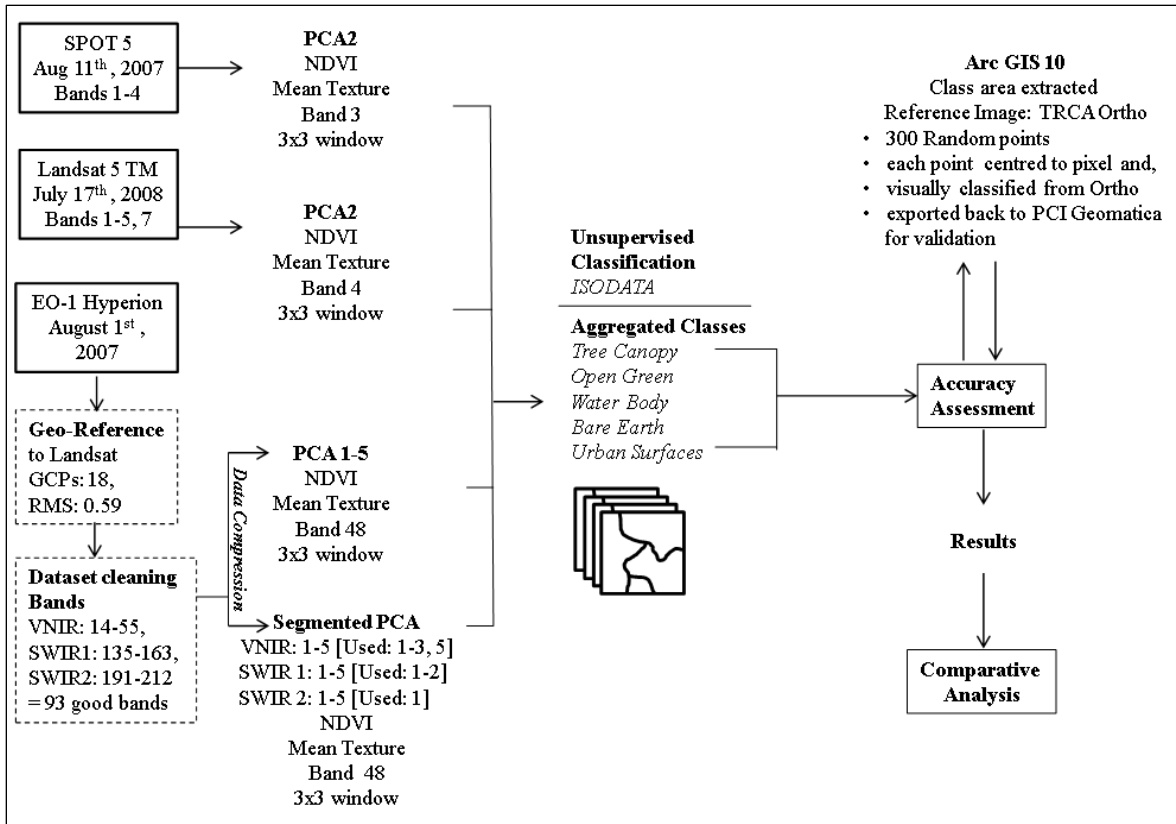 SPOT 5
Aug 11th , 2007
Bands 1-4
PCA2
NDVI
Mean Texture
Band 3
3x3 window
Landsat 5 TM
July 17th, 2008
Bands 1-5, 7
PCA2
NDVI
Mean Texture
Band 4
3x3 window
EO-1 Hyperion
August 1st ,
2007
Geo-Reference
to Landsat
GCPs: 18,
RMS: 0.59
Dataset cleaning
Bands
VNIR: 14-55,
SWIR1: 135-163,
SWIR2: 191-212
= 93 good bands
Data Compression
PCA 1-5
NDVI
Mean Texture
Band 48
3x3 window
Segmented PCA
VNIR: 1-5 [Used: 1-3, 5]
SWIR 1: 1-5 [Used: 1-2]
SWIR 2: 1-5 [Used: 1]
NDVI
Mean Texture
Band 48
3x3 window
Unsupervised
Classification
ISODATA
Aggregated Classes
Tree Canopy
Open Green
Water Body
Bare Earth
Urban Surfaces
Arc GIS 10
Class area extracted
Reference Image: TRCA Ortho
• 300 Random points
• each point centred to pixel and,
• visually classified from Ortho
• exported back to PCI Geomatica
for validation
Accuracy
Assessment
Results
Comparative
Analysis